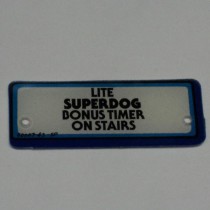 LITE
SUPERDOG
BONUS TIMER
ON STAIRS